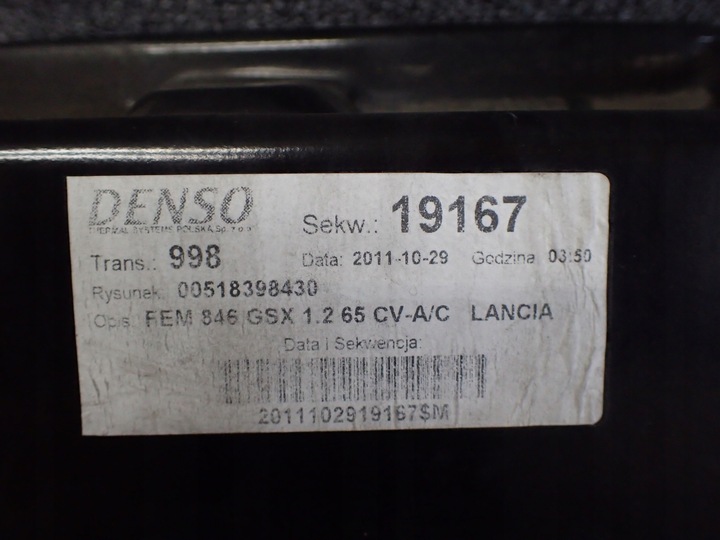 DENSO
THERMAL SYSTEMS POLSKA Sp. z o.o.
Sekw.: 19167
Trans.: 998 Data: 2011-10-29 Godzina 03:50
Rysunek: 00518398430
Opis: FEM 846 GSX 1.2 65 CV-A/C LANCIA
Data i Sekwencja:
2011102919167SM